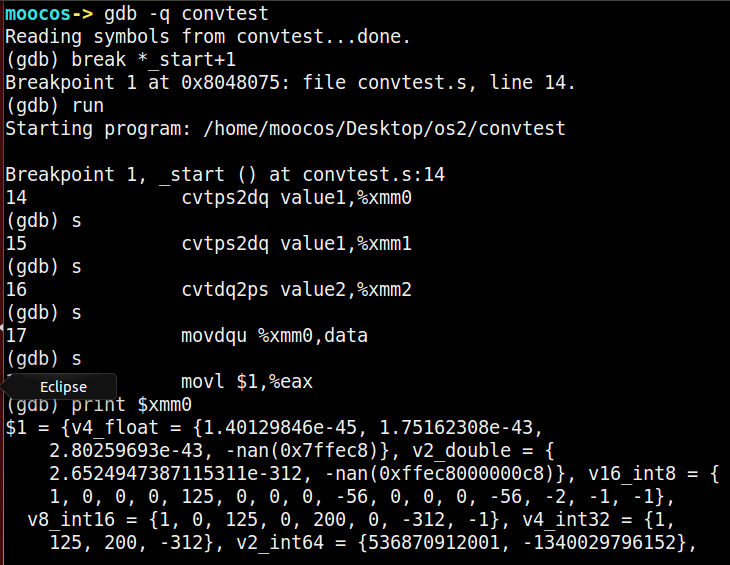 moocos-> gdb -q convtest
Reading symbols from convtest...done.
(gdb) break *_start+1
Breakpoint 1 at 0x8048075: file convtest.s, line 14.
(gdb) run
Starting program: /home/moocos/Desktop/os2/convtest
Breakpoint 1, _start () at convtest.s:14
14 cvtps2dq value1,%xmm0
(gdb) s
15 cvtps2dq value1,%xmm1
(gdb) s
16 cvtdq2ps value2,%xmm2
(gdb) s
17 movdqu %xmm0,data
(gdb) s
movl $1,%eax
Eclipse
(gdb) print $xmm0
$1 = {v4_float = {1.40129846e-45, 1.75162308e-43,
2.80259693e-43, -nan(0x7ffec8)}, v2_double = {
2.6524947387115311e-312, -nan(0xffec8000000c8)}, v16_int8 = {
1, 0, 0, 0, 125, 0, 0, 0, -56, 0, 0, 0, -56, -2, -1, -1},
v8_int16 = {1, 0, 125, 0, 200, 0, -312, -1}, v4_int32 = {1,
125, 200, -312}, v2_int64 = {536870912001, -1340029796152},